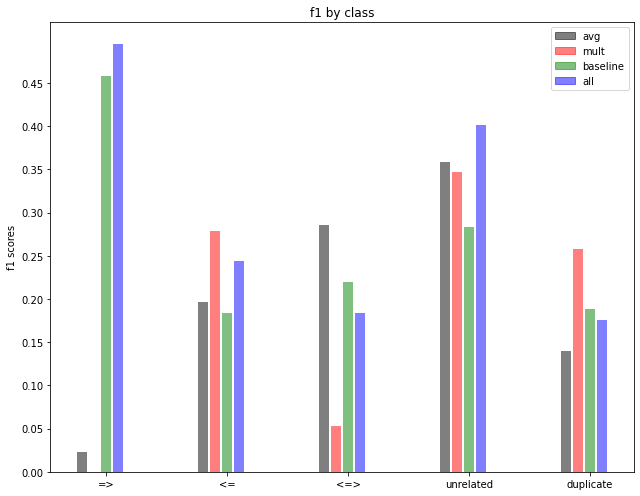 f1 by class
avg
mult
baseline
all
f1 scores
0.45
0.40
0.35
0.30
0.25
0.20
0.15
0.10
0.05
0.00
=> <= <=> unrelated duplicate